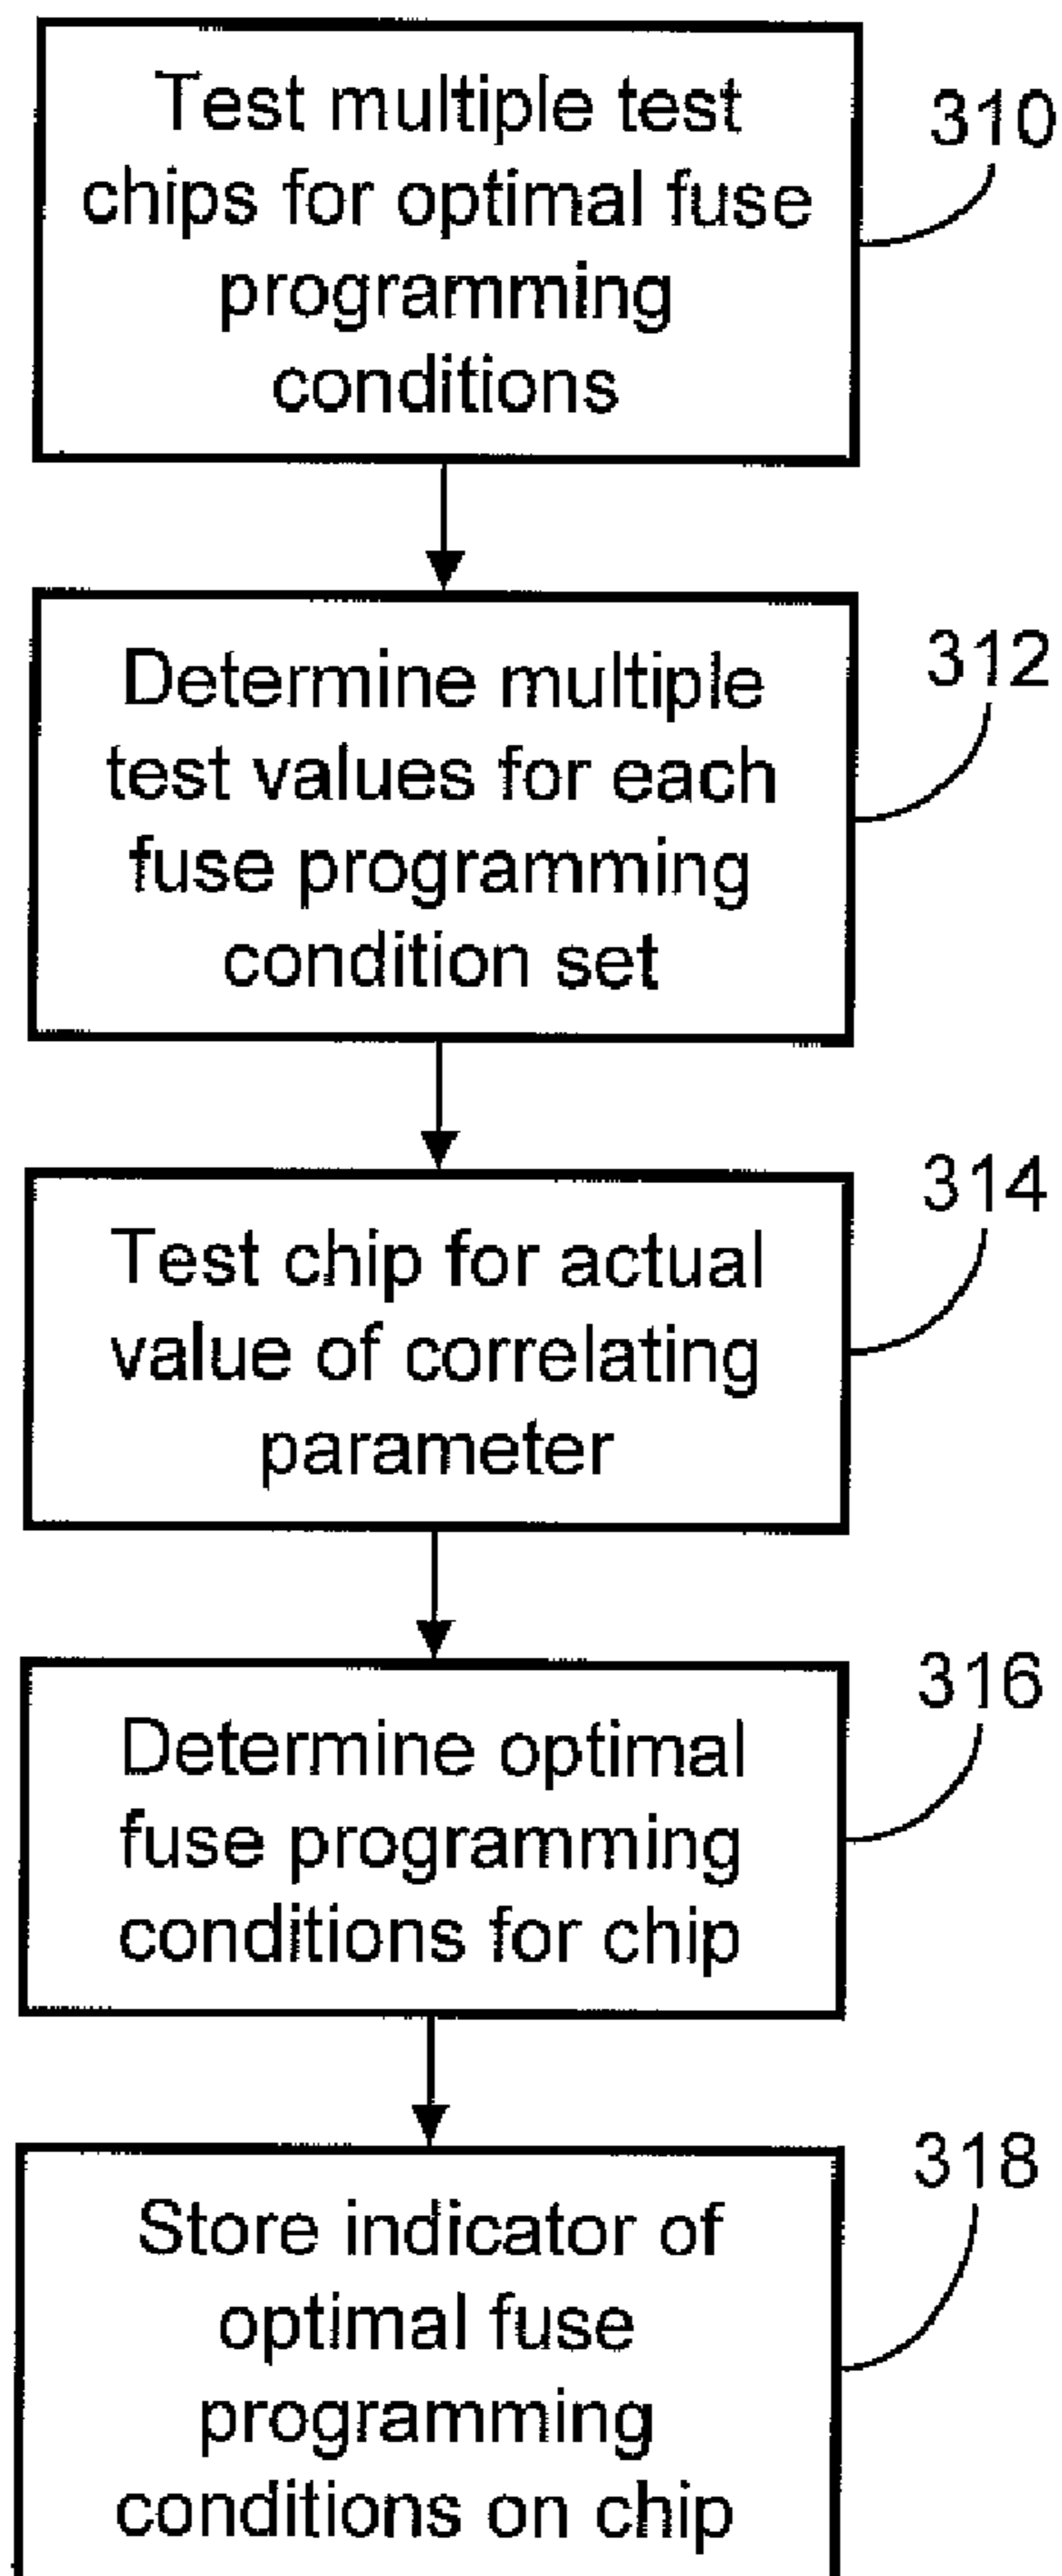 Test multiple test
chips for optimal fuse
programming
conditions
310
Determine multiple
test values for each
fuse programming
condition set
312
Test chip for actual
value of correlating
parameter
314
Determine optimal
fuse programming
conditions for chip
316
Store indicator of
optimal fuse
programming
conditions on chip
318